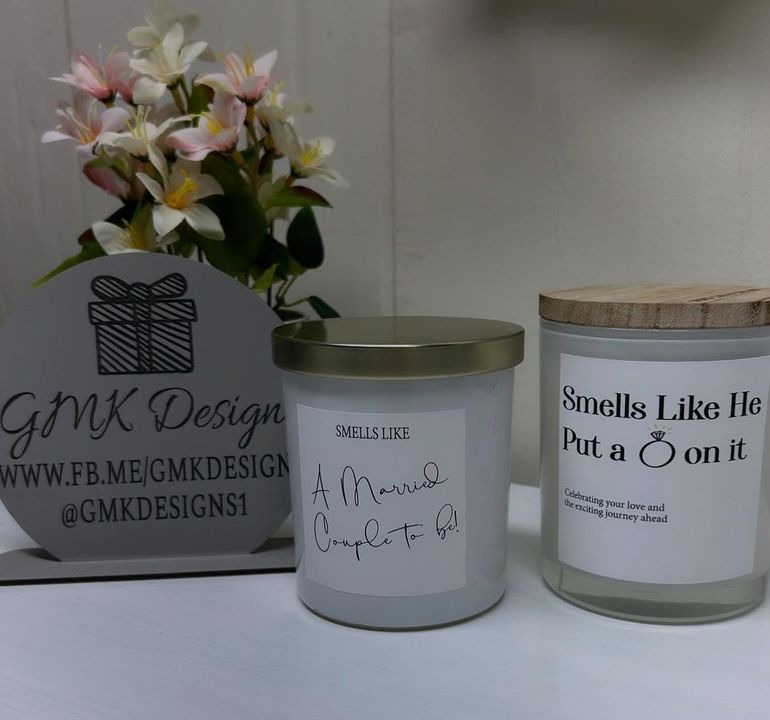 GMK Design
WWW.FB.ME/GMKDESIGN
@GMKDESIGNS1
SMELLS LIKE
A Married
Couple to be!
Smells Like He
Put a on it
Celebrating your love and
the exciting journey ahead